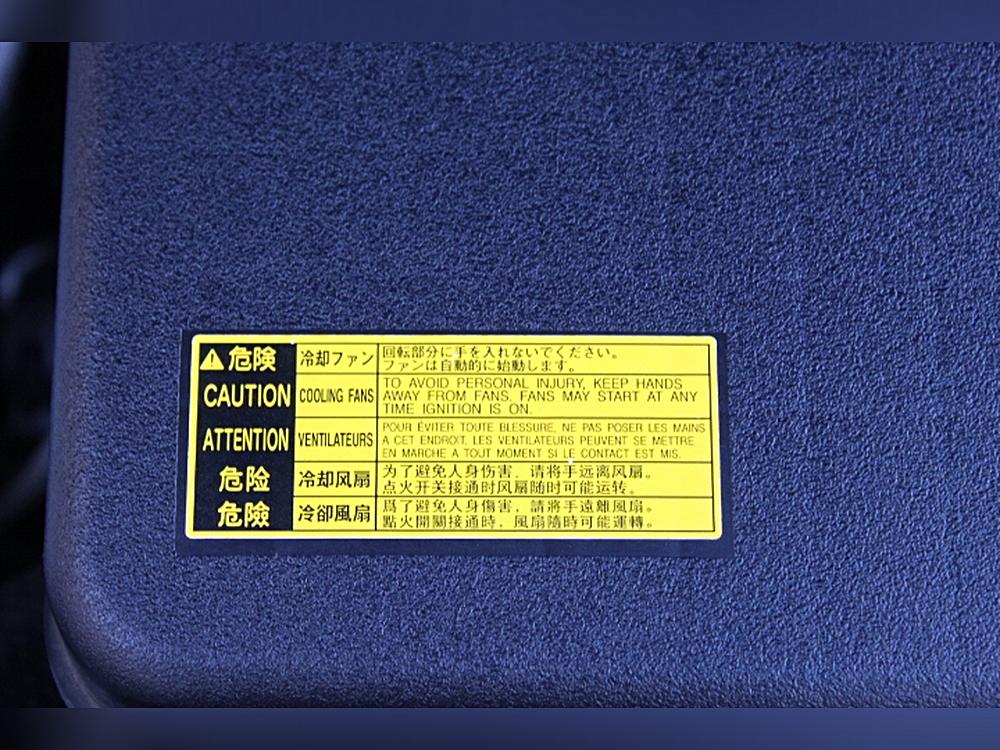 危険 冷却ファン 回転部分に手を入れないでください。
ファンは自動的に始動します。
CAUTION COOLING FANS TO AVOID PERSONAL INJURY, KEEP HANDS
AWAY FROM FANS. FANS MAY START AT ANY
TIME IGNITION IS ON.
ATTENTION VENTILATEURS POUR ÉVITER TOUTE BLESSURE, NE PAS POSER LES MAINS
A CET ENDROIT. LES VENTILATEURS PEUVENT SE METTRE
EN MARCHE A TOUT MOMENT SI LE CONTACT EST MIS.
危险 冷却风扇 为了避免人身伤害，请将手远离风扇。
点火开关接通时风扇随时可能运转。
危險 冷卻風扇 爲了避免人身傷害，請將手遠離風扇。
點火開關接通時，風扇隨時可能運轉。